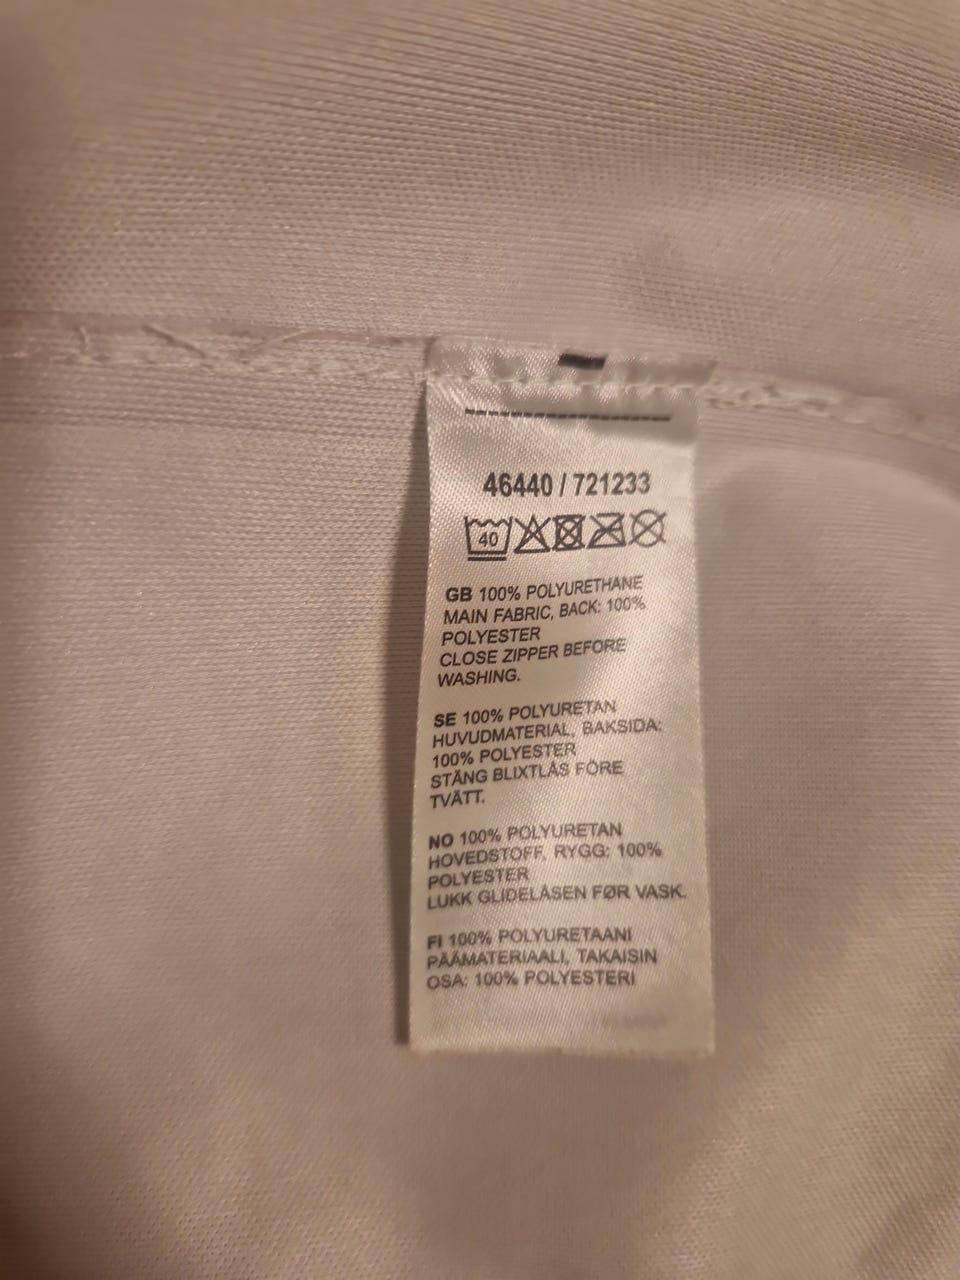 46440 / 721233
40
GB 100% POLYURETHANE
MAIN FABRIC, BACK: 100%
POLYESTER
CLOSE ZIPPER BEFORE
WASHING.
SE 100% POLYURETAN
HUVUDMATERIAL, BAKSIDA:
100% POLYESTER
STÄNG BLIXTLÅS FÖRE
TVÄTT.
NO 100% POLYURETAN
HOVEDSTOFF, RYGG: 100%
POLYESTER
LUKK GLIDELÅSEN FØR VASK.
FI 100% POLYURETAANI
PÄÄMATERIAALI, TAKAISIN
OSA: 100% POLYESTERI